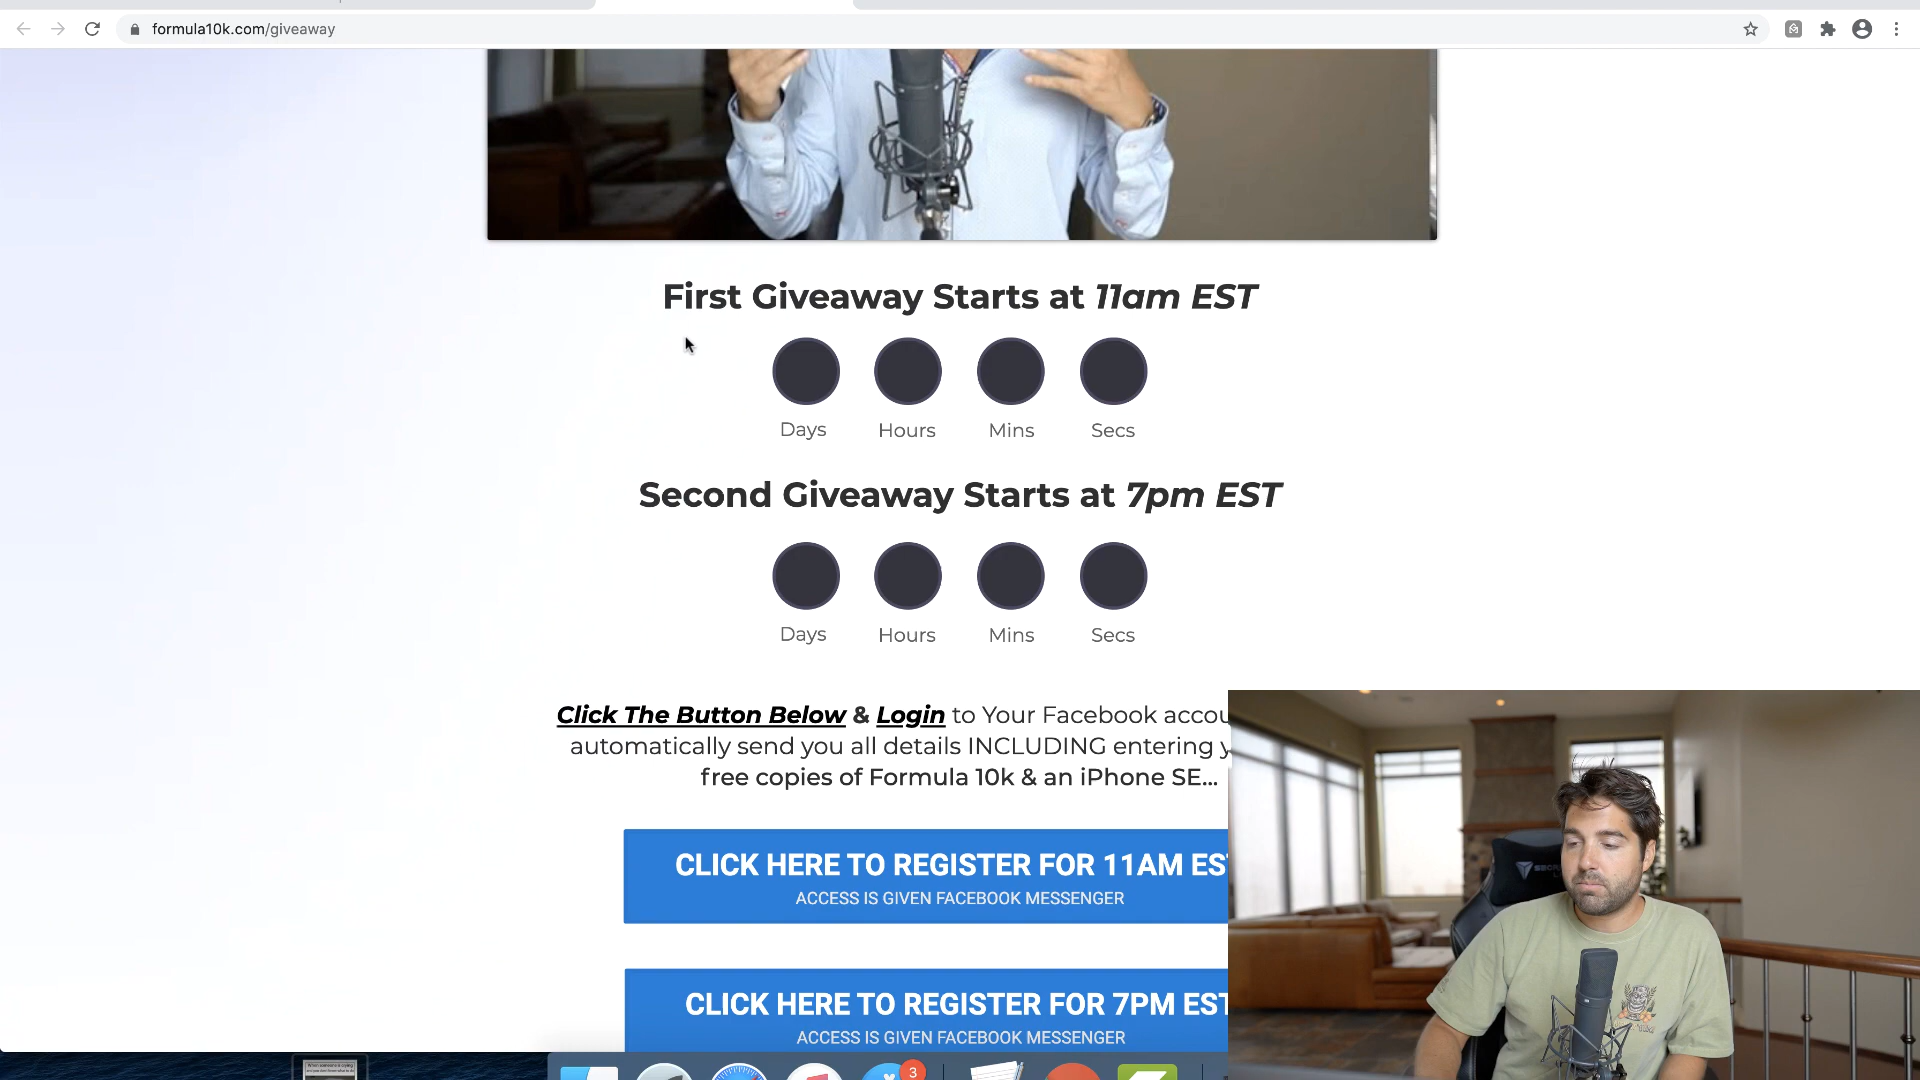 formula10k.com/giveaway
First Giveaway Starts at 11am EST
Days Hours Mins Secs
Second Giveaway Starts at 7pm EST
Days Hours Mins Secs
Click The Button Below & Login to Your Facebook accou
automatically send you all details INCLUDING entering y
free copies of Formula 10k & an iPhone SE...
CLICK HERE TO REGISTER FOR 11AM ES
ACCESS IS GIVEN FACEBOOK MESSENGER
CLICK HERE TO REGISTER FOR 7PM EST
ACCESS IS GIVEN FACEBOOK MESSENGER
3